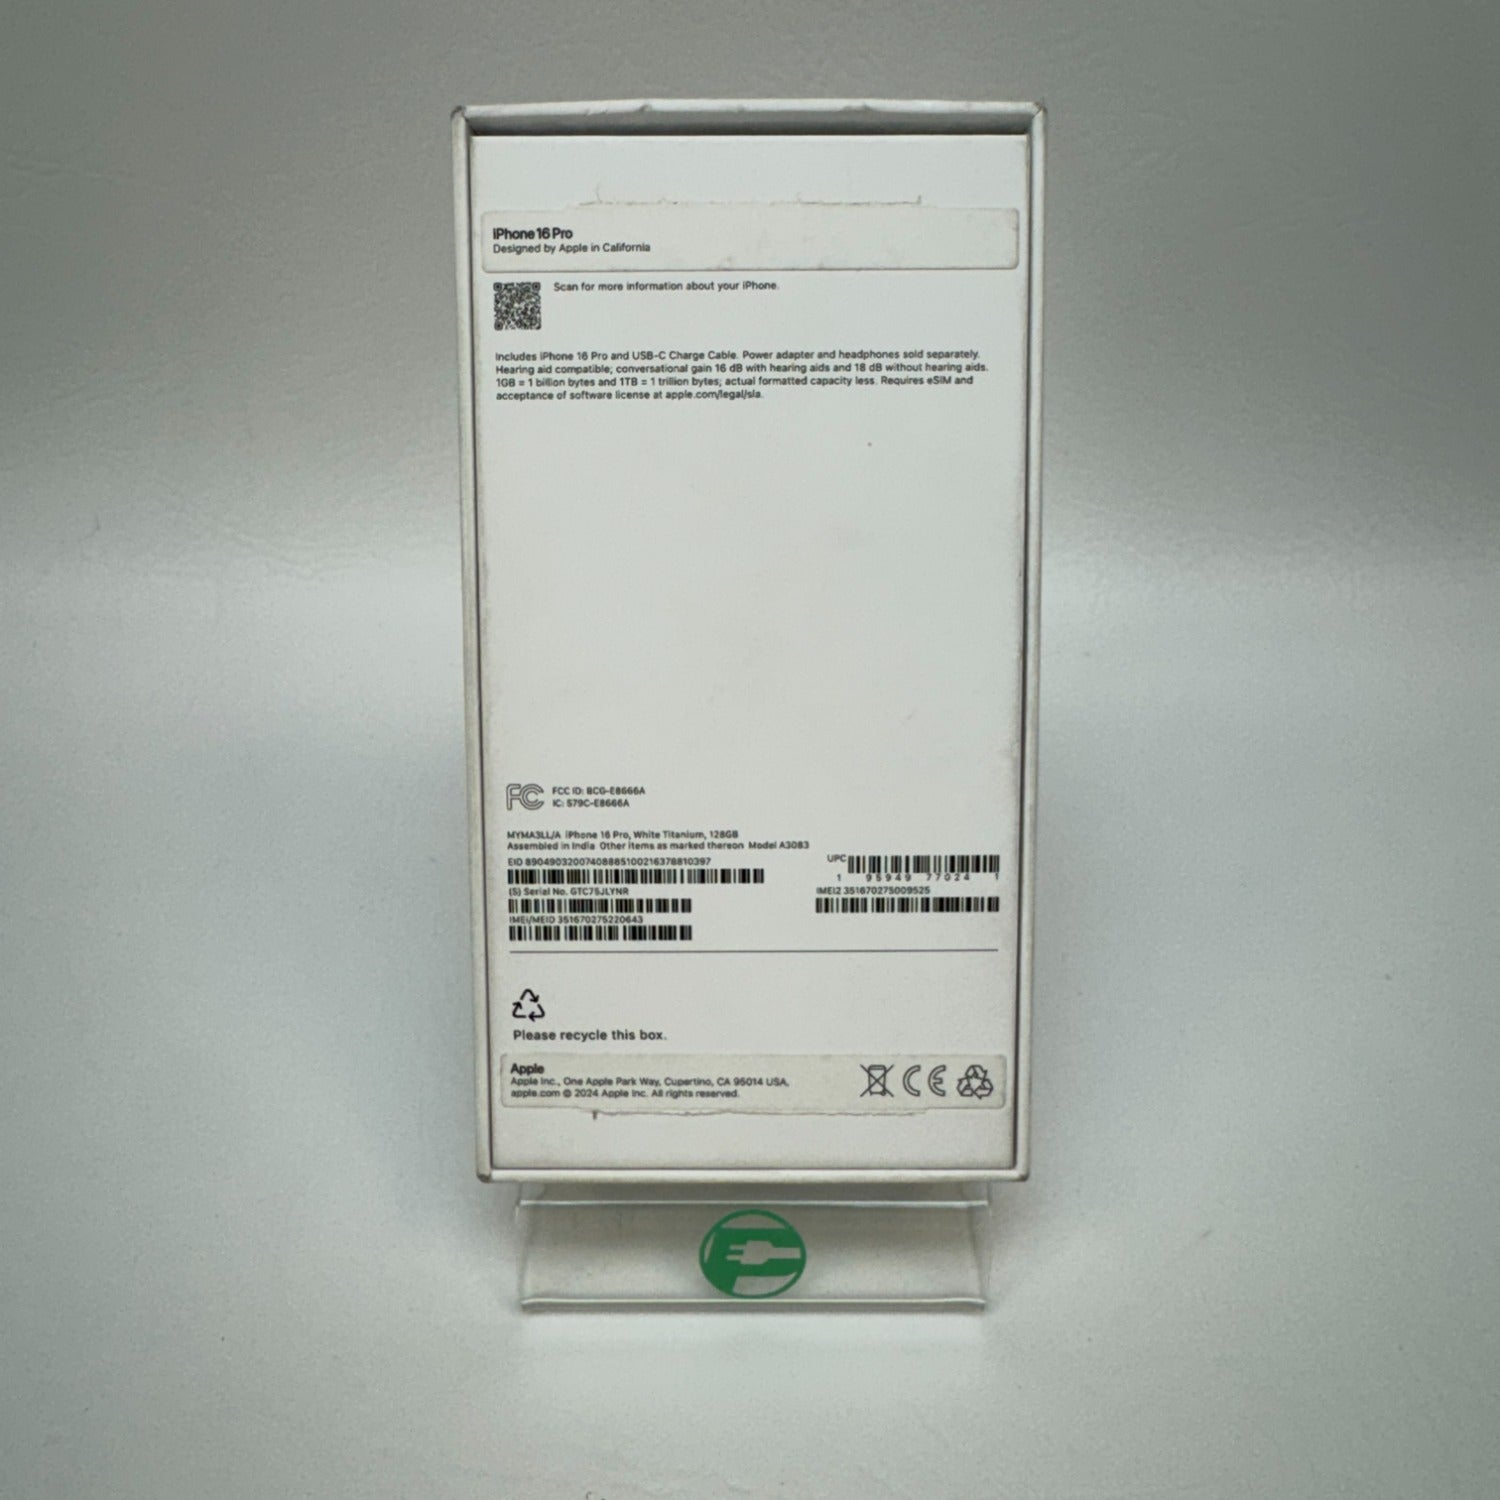 iPhone 16 Pro
Designed by Apple in California
Scan for more information about your iPhone.
Includes iPhone 16 Pro and USB-C Charge Cable. Power adapter and headphones sold separately.
Hearing aid compatible; conversational gain 16 dB with hearing aids and 18 dB without hearing aids.
1GB = 1 billion bytes and 1TB = 1 trillion bytes; actual formatted capacity less. Requires eSIM and
acceptance of software license at apple.com/legal/sla.
FCC ID: BCG-E8666A
IC: 579C-E8666A
MYMA3LL/A iPhone 16 Pro, White Titanium, 128GB
Assembled in India Other items as marked thereon Model A3083
EID 89049032007408885100216378810397
UPC
1 95949 77024 1
(S) Serial No. GTC75JLYNR
IMEI2 351670275009525
IMEI/MEID 351670275220643
Please recycle this box.
Apple
Apple Inc., One Apple Park Way, Cupertino, CA 95014 USA.
apple.com © 2024 Apple Inc. All rights reserved.
CE